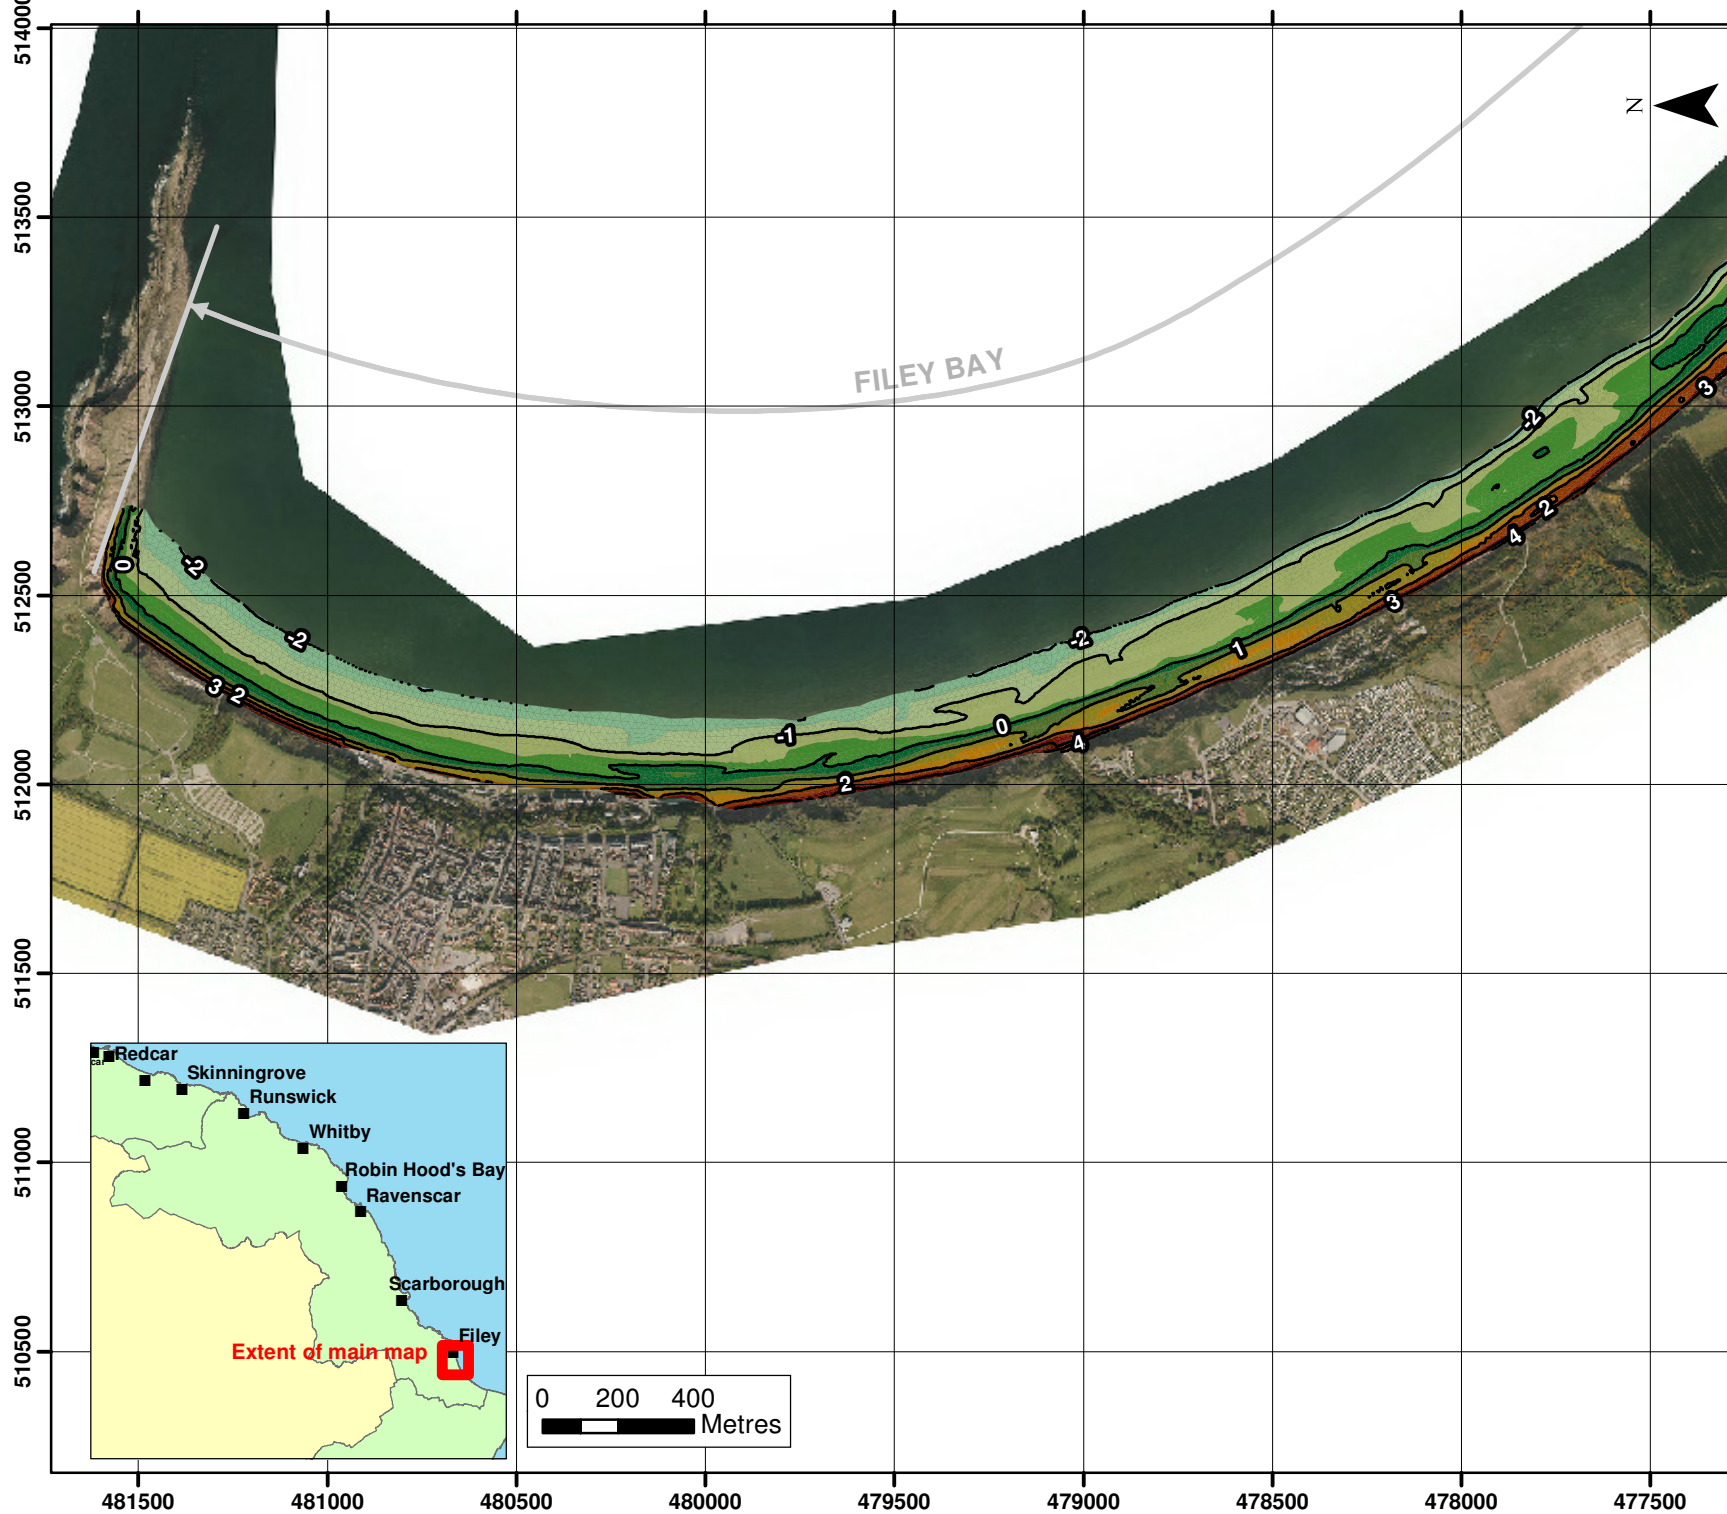 514000
513500
513000
512500
512000
511500
511000
510500
N
FILEY BAY
-2
3
0
-2
2
4
-2
3
-2
-2
1
3
2
0
-1
4
2
Redcar
car
Skinningrove
Runswick
Whitby
Robin Hood's Bay
Ravenscar
Scarborough
Filey
Extent of main map
0 200 400
Metres
481500 481000 480500 480000 479500 479000 478500 478000 477500